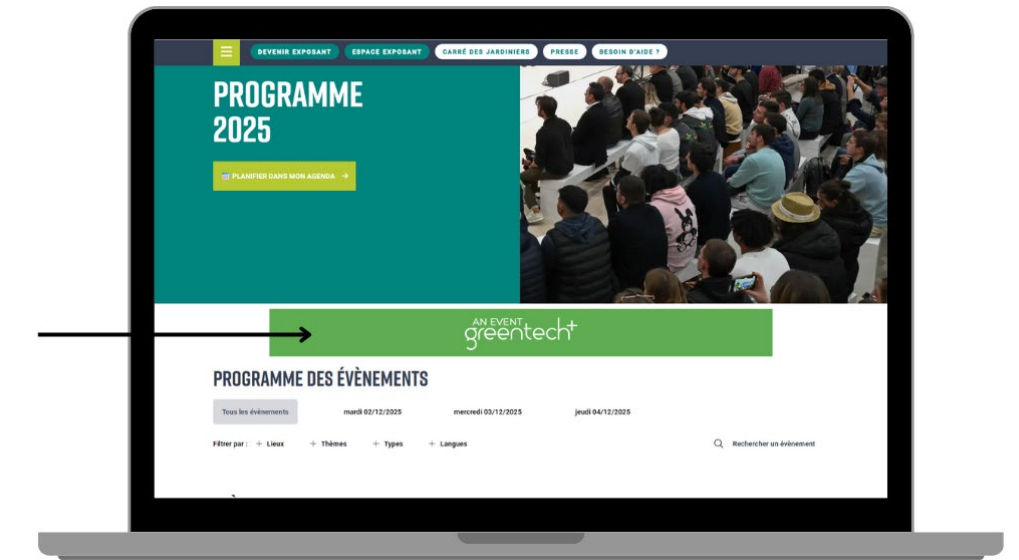 DEVENIR EXPOSANT ESPACE EXPOSANT CARRÉ DES JARDINIERS PRESSE BESOIN D'AIDE ?
PROGRAMME
2025
PLANIFIER DANS MON AGENDA →
AN EVENT
greentech+
PROGRAMME DES ÉVÈNEMENTS
Tous les évènements mardi 02/12/2025 mercredi 03/12/2025 jeudi 04/12/2025
Filtrer par : + Lieux + Thèmes + Types + Langues Rechercher un évènement